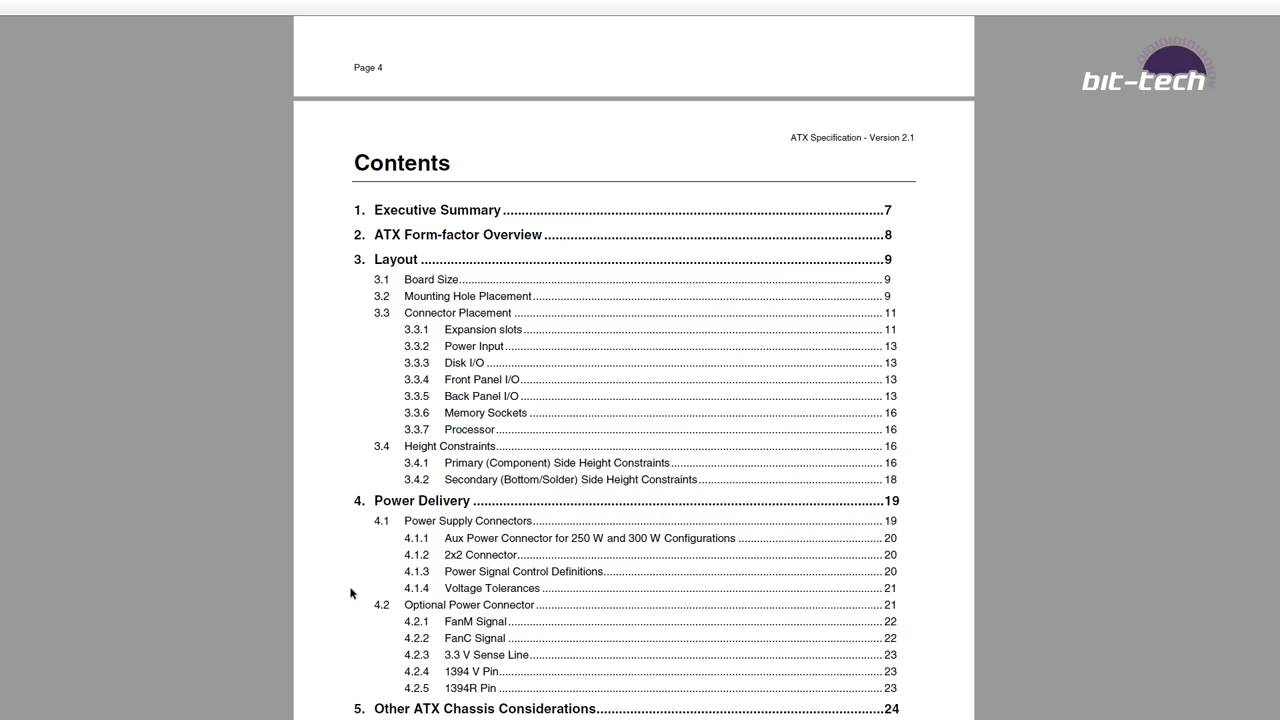 Page 4
bit-tech
ATX Specification - Version 2.1
Contents
1. Executive Summary ........ 7
2. ATX Form-factor Overview ........ 8
3. Layout ........ 9
3.1 Board Size ........ 9
3.2 Mounting Hole Placement ........ 9
3.3 Connector Placement ........ 11
3.3.1 Expansion slots ........ 11
3.3.2 Power Input ........ 13
3.3.3 Disk I/O ........ 13
3.3.4 Front Panel I/O ........ 13
3.3.5 Back Panel I/O ........ 13
3.3.6 Memory Sockets ........ 16
3.3.7 Processor ........ 16
3.4 Height Constraints ........ 16
3.4.1 Primary (Component) Side Height Constraints ........ 16
3.4.2 Secondary (Bottom/Solder) Side Height Constraints ........ 18
4. Power Delivery ........ 19
4.1 Power Supply Connectors ........ 19
4.1.1 Aux Power Connector for 250 W and 300 W Configurations ........ 20
4.1.2 2x2 Connector ........ 20
4.1.3 Power Signal Control Definitions ........ 20
4.1.4 Voltage Tolerances ........ 21
4.2 Optional Power Connector ........ 21
4.2.1 FanM Signal ........ 22
4.2.2 FanC Signal ........ 22
4.2.3 3.3 V Sense Line ........ 23
4.2.4 1394 V Pin ........ 23
4.2.5 1394R Pin ........ 23
5. Other ATX Chassis Considerations ........ 24